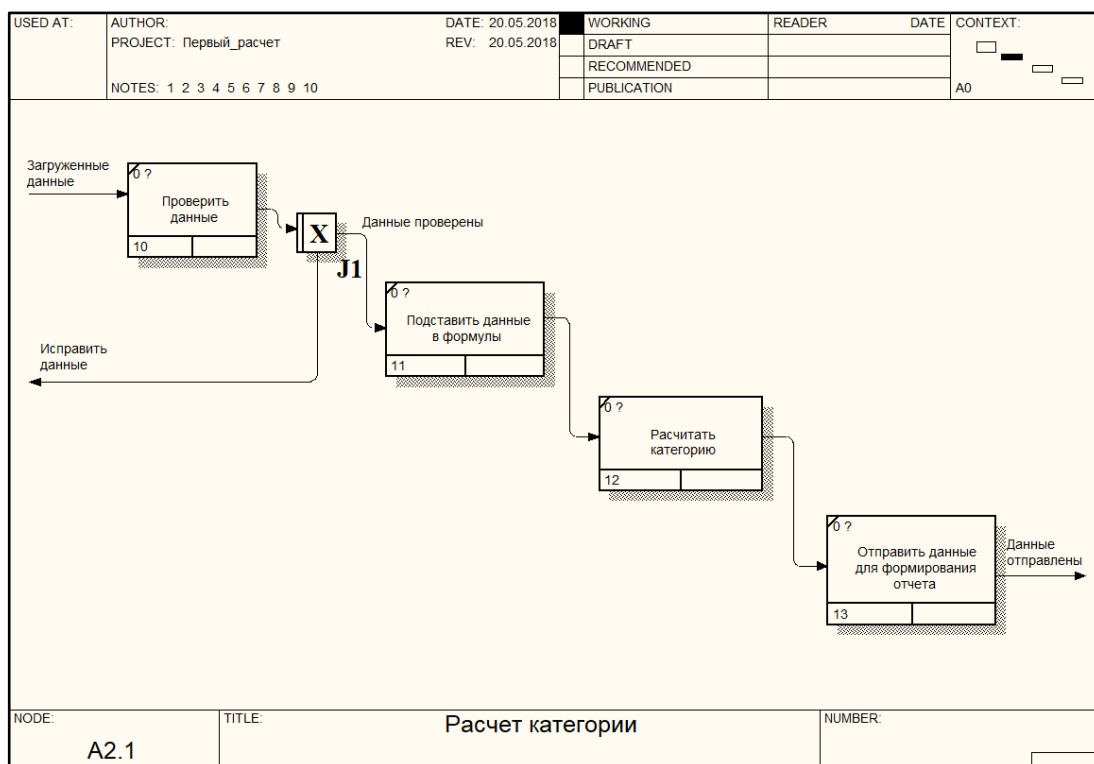 USED AT:
AUTHOR:
DATE: 20.05.2018
WORKING
READER
DATE
CONTEXT:
PROJECT: Первый_расчет
REV: 20.05.2018
DRAFT
RECOMMENDED
NOTES: 1 2 3 4 5 6 7 8 9 10
PUBLICATION
A0
Загруженные
данные
0 ?
Проверить
данные
10
X
J1
Данные проверены
Исправить
данные
0 ?
Подставить данные
в формулы
11
0 ?
Расчитать
категорию
12
0 ?
Отправить данные
для формирования
отчета
13
Данные
отправлены
NODE:
A2.1
TITLE:
Расчет категории
NUMBER: